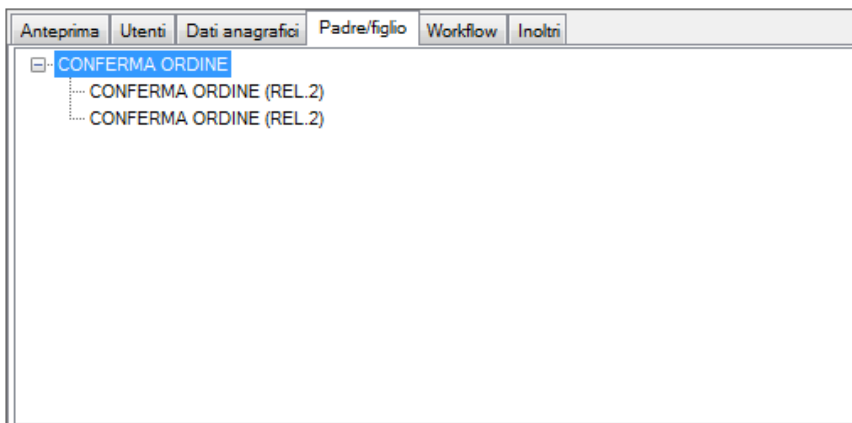 Anteprima Utenti Dati anagrafici Padre/figlio Workflow Inoltri
CONFERMA ORDINE
CONFERMA ORDINE (REL.2)
CONFERMA ORDINE (REL.2)